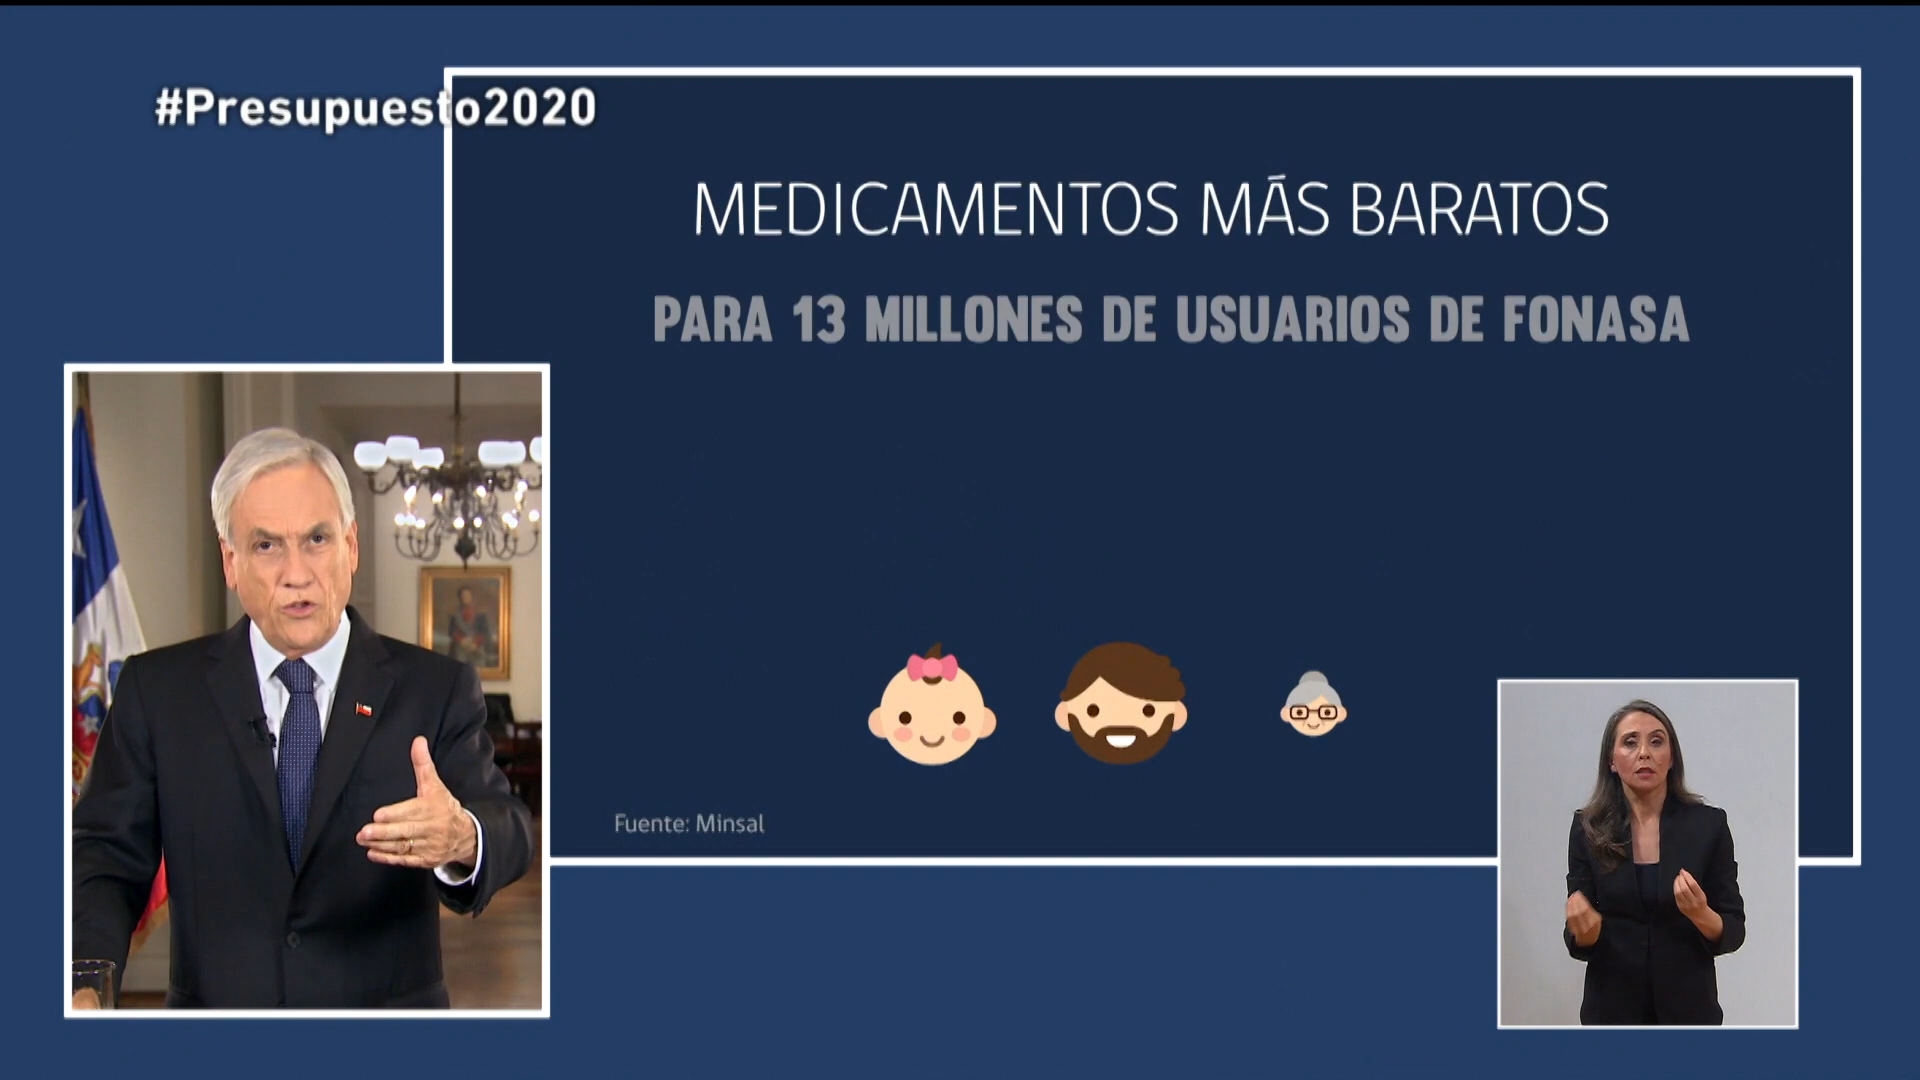 #Presupuesto2020
MEDICAMENTOS MÁS BARATOS
PARA 13 MILLONES DE USUARIOS DE FONASA
Fuente: Minsal